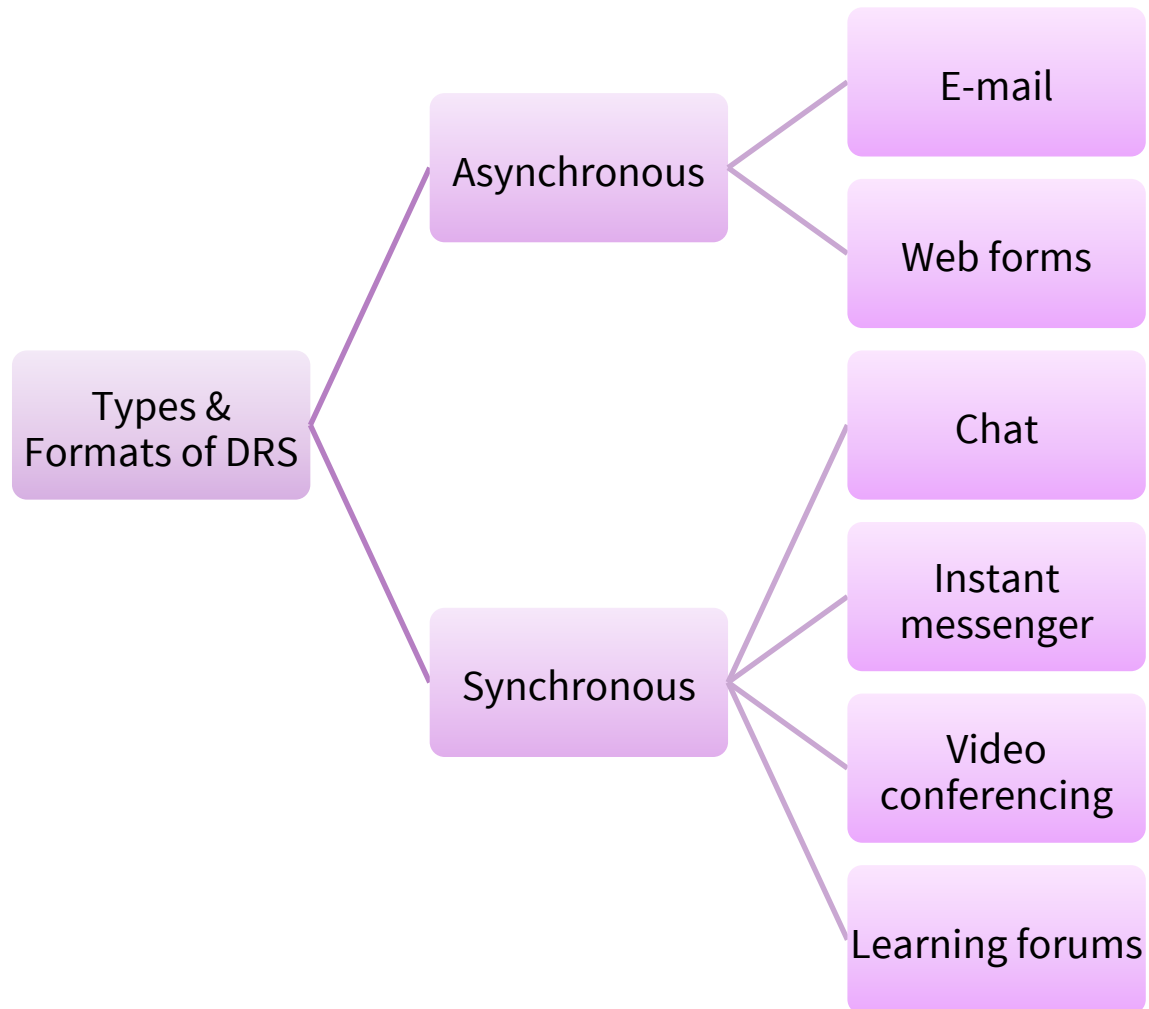 Types &
Formats of DRS
Asynchronous
E-mail
Web forms
Synchronous
Chat
Instant
messenger
Video
conferencing
Learning forums